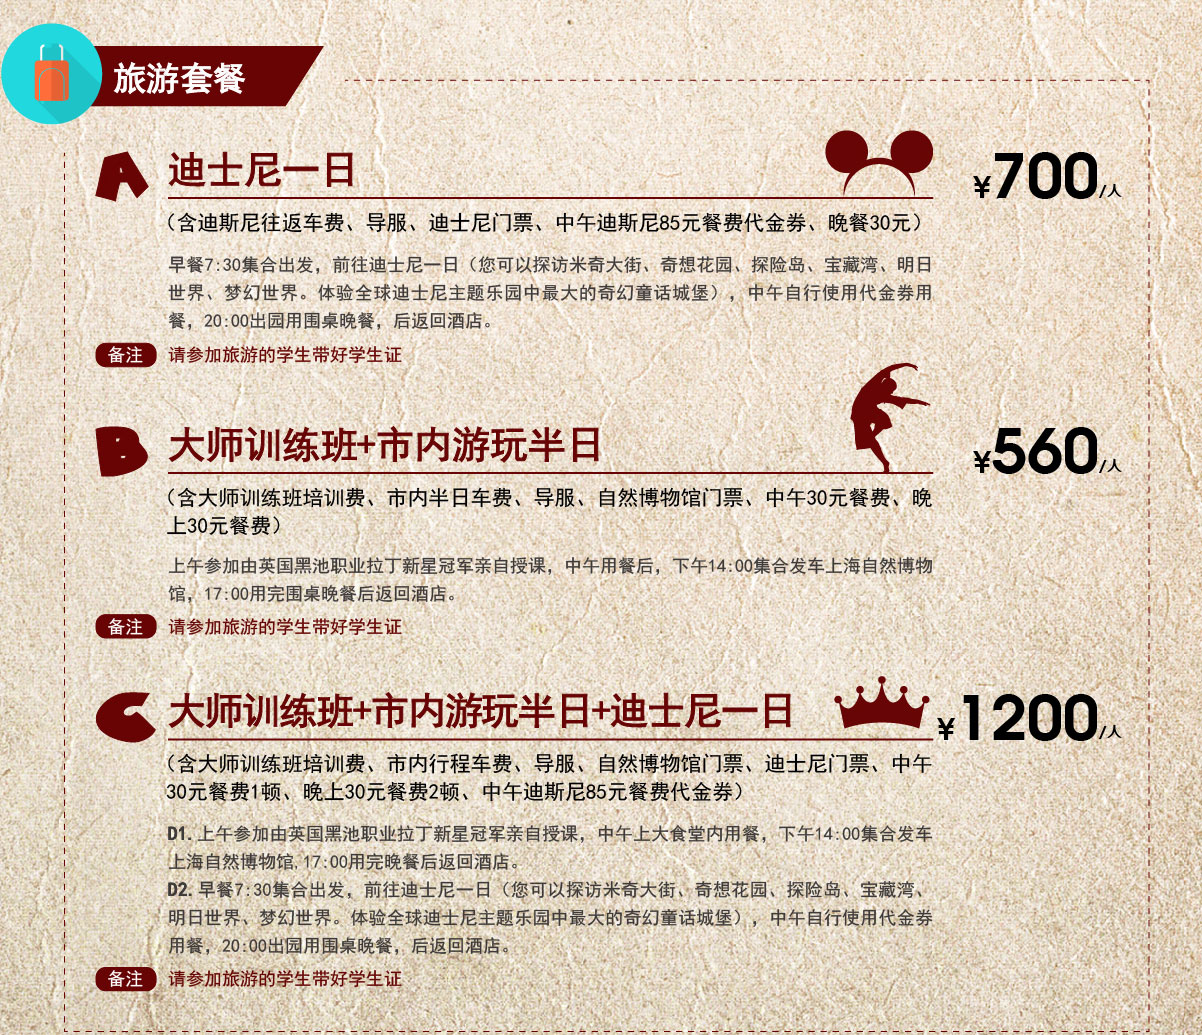 旅游套餐
A 迪士尼一日 ¥700/人
（含迪斯尼往返车费、导服、迪士尼门票、中午迪斯尼85元餐费代金券、晚餐30元）
早餐7:30集合出发，前往迪士尼一日（您可以探访米奇大街、奇想花园、探险岛、宝藏湾、明日
世界、梦幻世界。体验全球迪士尼主题乐园中最大的奇幻童话城堡），中午自行使用代金券用
餐，20:00出园用围桌晚餐，后返回酒店。
备注 请参加旅游的学生带好学生证
B 大师训练班+市内游玩半日 ¥560/人
（含大师训练班培训费、市内半日车费、导服、自然博物馆门票、中午30元餐费、晚
上30元餐费）
上午参加由英国黑池职业拉丁新星冠军亲自授课，中午用餐后，下午14:00集合发车上海自然博物
馆，17:00用完围桌晚餐后返回酒店。
备注 请参加旅游的学生带好学生证
C 大师训练班+市内游玩半日+迪士尼一日 ¥1200/人
（含大师训练班培训费、市内行程车费、导服、自然博物馆门票、迪士尼门票、中午
30元餐费1顿、晚上30元餐费2顿、中午迪斯尼85元餐费代金券）
D1. 上午参加由英国黑池职业拉丁新星冠军亲自授课，中午上大食堂内用餐，下午14:00集合发车
上海自然博物馆,17:00用完晚餐后返回酒店。
D2. 早餐7:30集合出发，前往迪士尼一日（您可以探访米奇大街、奇想花园、探险岛、宝藏湾、
明日世界、梦幻世界。体验全球迪士尼主题乐园中最大的奇幻童话城堡），中午自行使用代金券
用餐，20:00出园用围桌晚餐，后返回酒店。
备注 请参加旅游的学生带好学生证